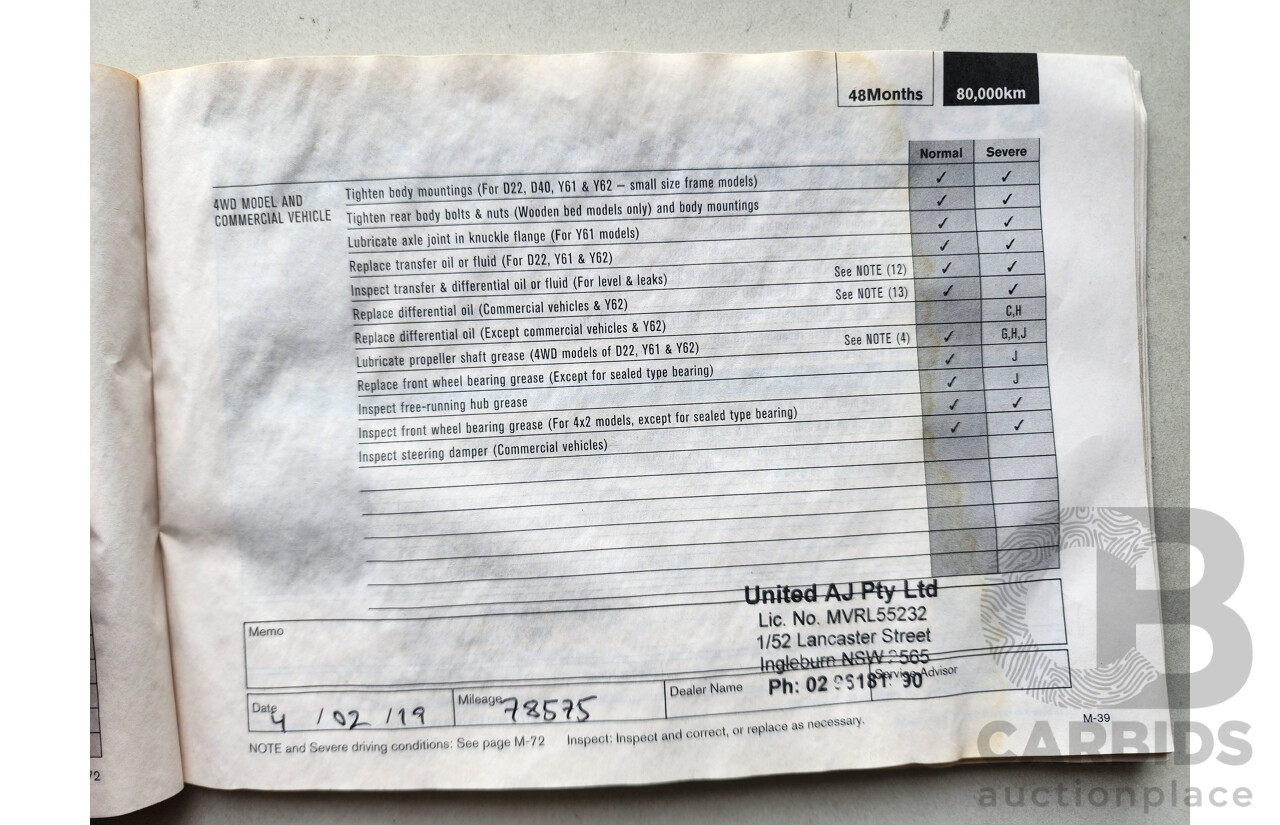 48Months 80,000km
Normal Severe
4WD MODEL AND
COMMERCIAL VEHICLE
Tighten body mountings (For D22, D40, Y61 & Y62 – small size frame models) ✓ ✓
Tighten rear body bolts & nuts (Wooden bed models only) and body mountings ✓ ✓
Lubricate axle joint in knuckle flange (For Y61 models) ✓ ✓
Replace transfer oil or fluid (For D22, Y61 & Y62) ✓ ✓
Inspect transfer & differential oil or fluid (For level & leaks) See NOTE (12) ✓ ✓
Replace differential oil (Commercial vehicles & Y62) See NOTE (13) ✓ ✓
Replace differential oil (Except commercial vehicles & Y62) C,H
Lubricate propeller shaft grease (4WD models of D22, Y61 & Y62) See NOTE (4) ✓ G,H,J
Replace front wheel bearing grease (Except for sealed type bearing) ✓ J
Inspect free-running hub grease ✓ J
Inspect front wheel bearing grease (For 4x2 models, except for sealed type bearing) ✓ ✓
Inspect steering damper (Commercial vehicles) ✓ ✓
United AJ Pty Ltd
Lic. No. MVRL55232
1/52 Lancaster Street
Ingleburn NSW 2565
Ph: 02
Memo
Date 4 /02 /19 Mileage 78575 Dealer Name Service Advisor
NOTE and Severe driving conditions: See page M-72 Inspect: Inspect and correct, or replace as necessary.
M-39
CARBIDS
auctionplace